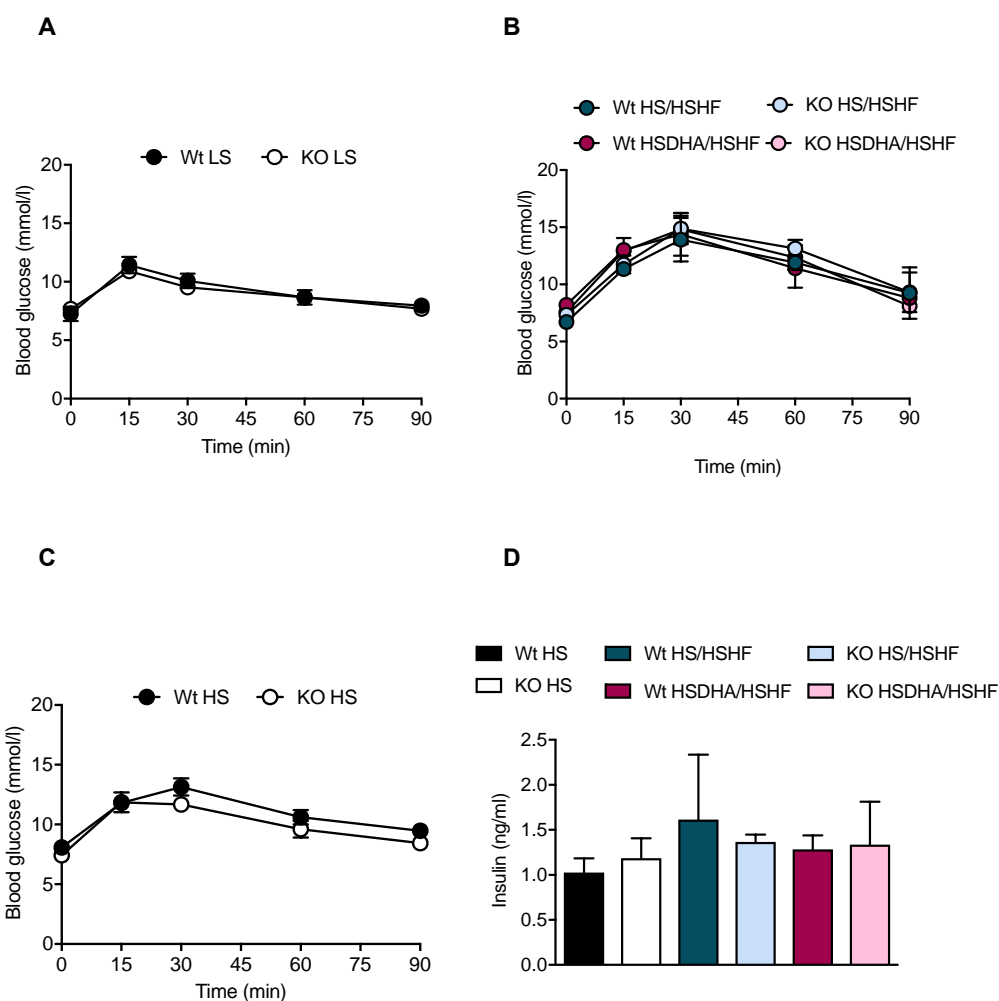 A
Wt LS KO LS
Blood glucose (mmol/l)
20
15
10
5
0
0 15 30 45 60 75 90
Time (min)
B
Wt HS/HSHF KO HS/HSHF
Wt HSDHA/HSHF KO HSDHA/HSHF
Blood glucose (mmol/l)
20
15
10
5
0
0 15 30 45 60 75 90
Time (min)
C
Wt HS KO HS
Blood glucose (mmol/l)
20
15
10
5
0
0 15 30 45 60 75 90
Time (min)
D
Wt HS Wt HS/HSHF KO HS/HSHF
KO HS Wt HSDHA/HSHF KO HSDHA/HSHF
Insulin (ng/ml)
2.5
2.0
1.5
1.0
0.5
0.0